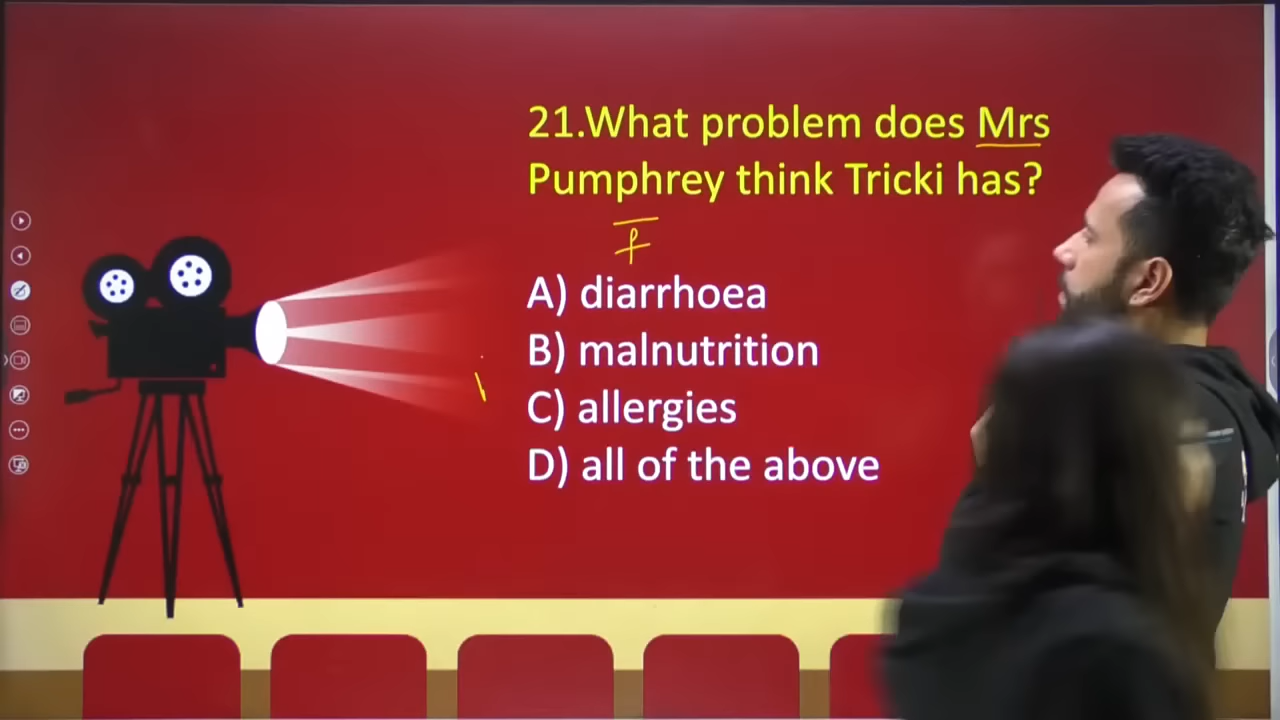 21.What problem does Mrs
Pumphrey think Tricki has?
A) diarrhoea
B) malnutrition
C) allergies
D) all of the above